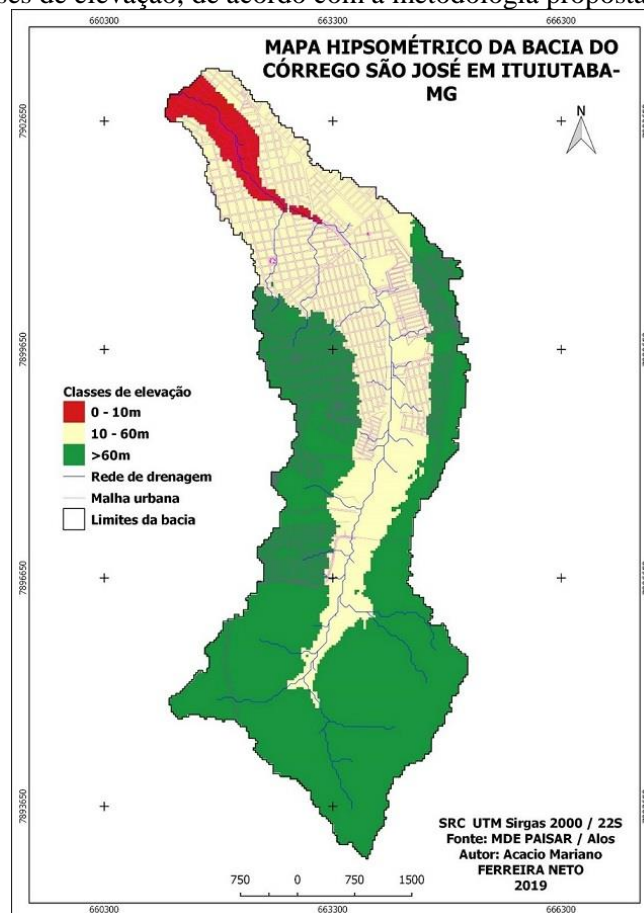 ses de elevação, de acordo com a metodologia proposta
660300 663300 666300
MAPA HIPSOMÉTRICO DA BACIA DO
CÓRREGO SÃO JOSÉ EM ITUIUTABA-
MG
N
7902650
7899650
7896650
7893650
Classes de elevação
0 - 10m
10 - 60m
>60m
Rede de drenagem
Malha urbana
Limites da bacia
SRC UTM Sirgas 2000 / 22S
Fonte: MDE PAlSAR / Alos
Autor: Acacio Mariano
FERREIRA NETO
2019
750 0 750 1500
660300 663300 666300